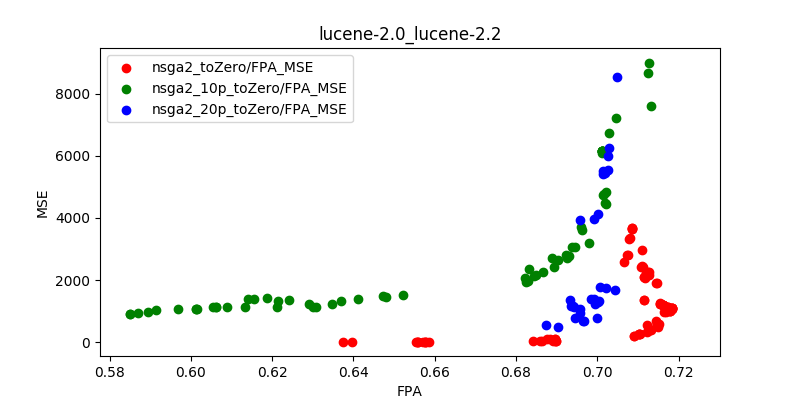 lucene-2.0_lucene-2.2
nsga2_toZero/FPA_MSE
nsga2_10p_toZero/FPA_MSE
nsga2_20p_toZero/FPA_MSE
MSE
8000
6000
4000
2000
0
0.58 0.60 0.62 0.64 0.66 0.68 0.70 0.72
FPA